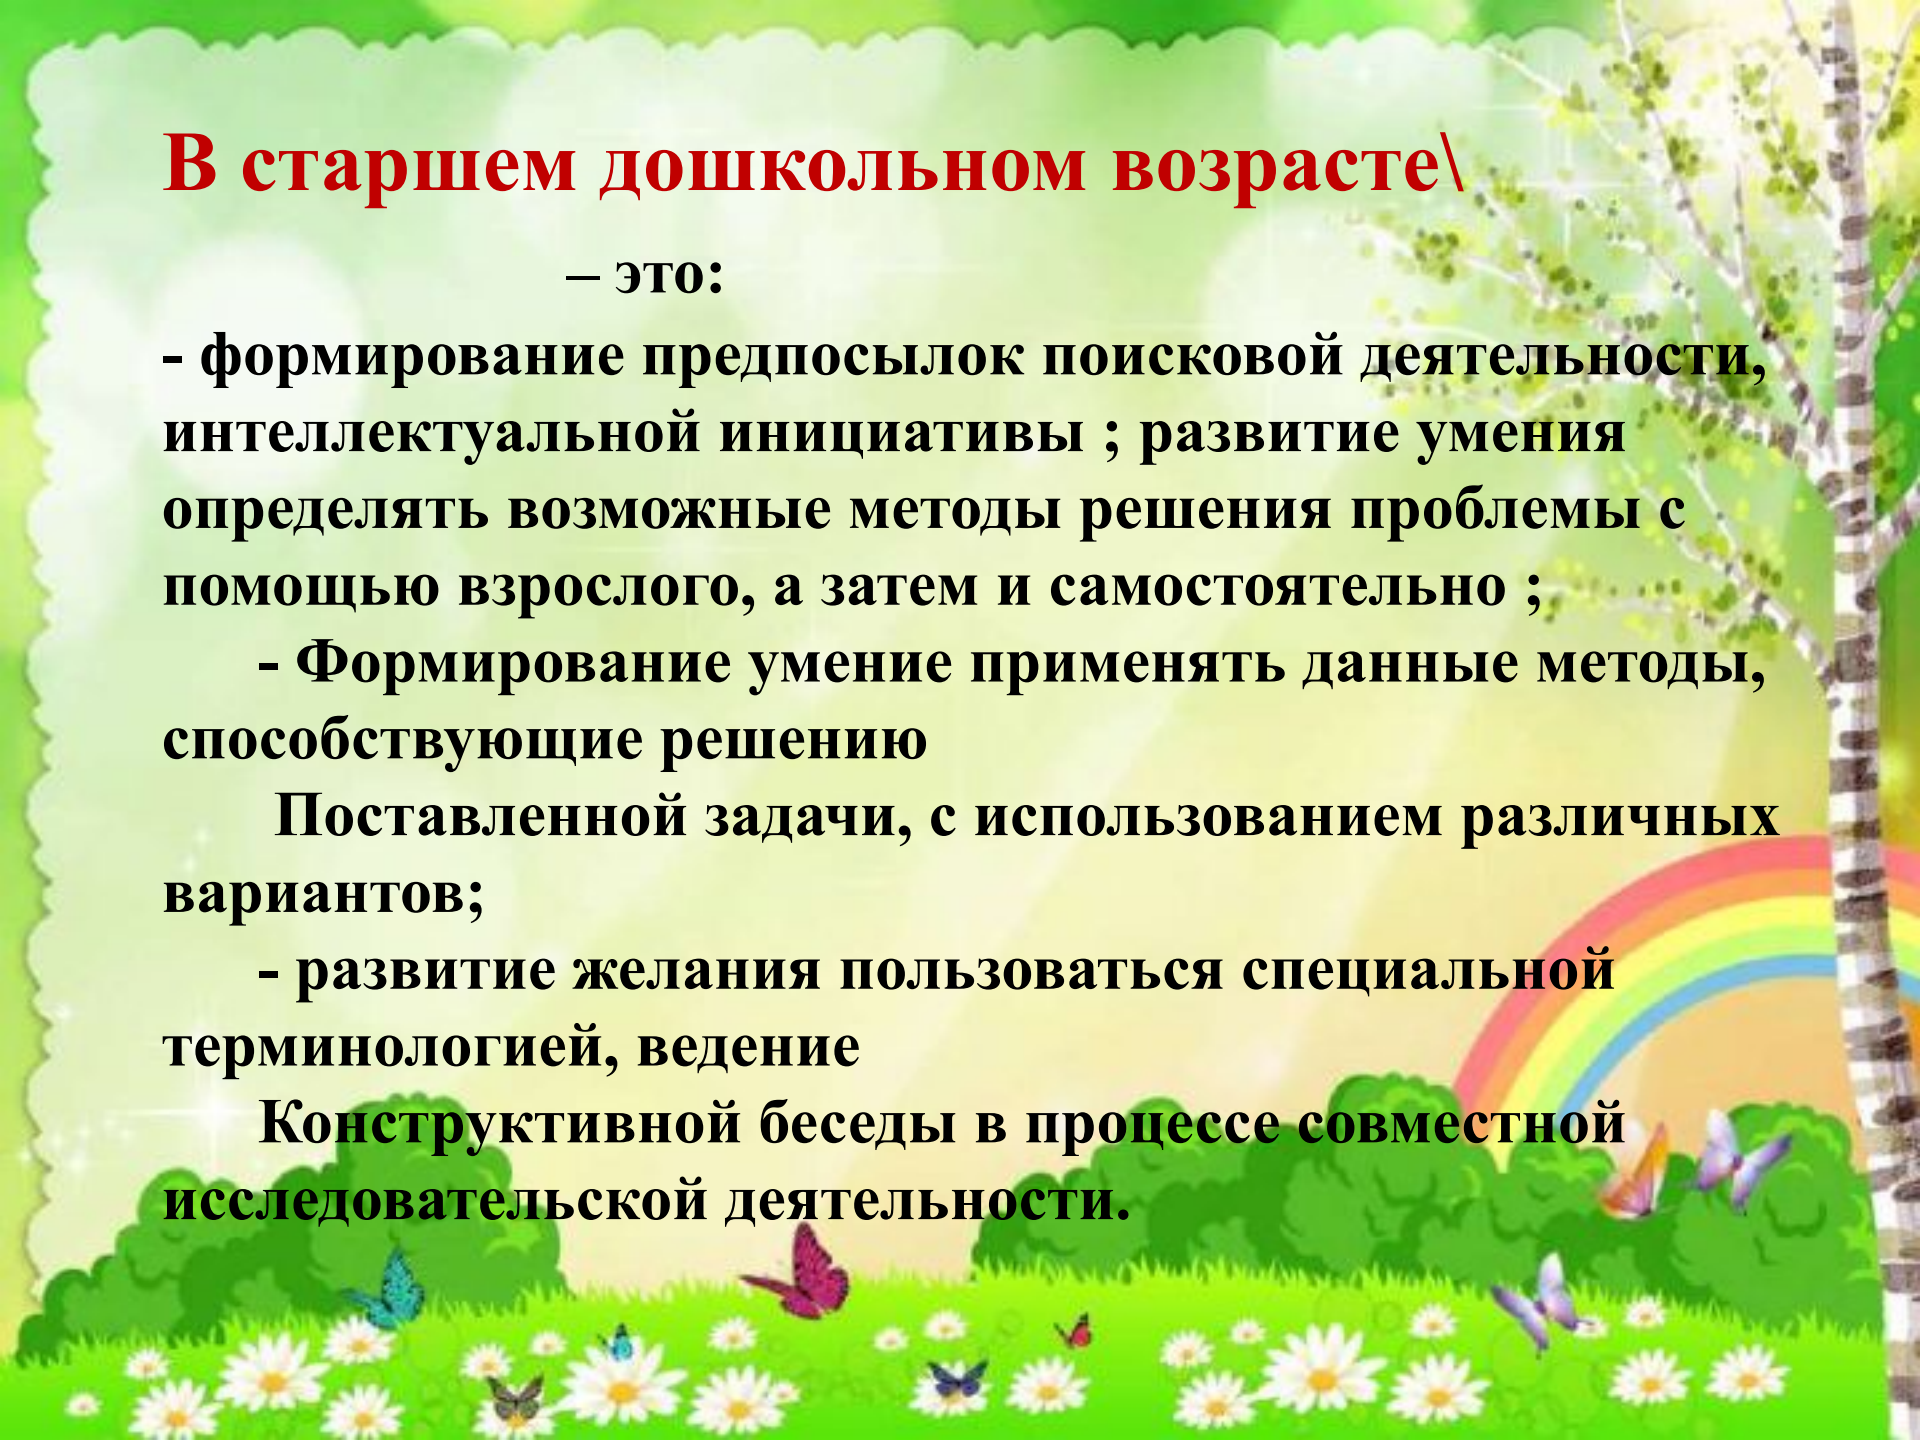 В старшем дошкольном возрасте\
– это:
- формирование предпосылок поисковой деятельности,
интеллектуальной инициативы ; развитие умения
определять возможные методы решения проблемы с
помощью взрослого, а затем и самостоятельно ;
- Формирование умение применять данные методы,
способствующие решению
Поставленной задачи, с использованием различных
вариантов;
- развитие желания пользоваться специальной
терминологией, ведение
Конструктивной беседы в процессе совместной
исследовательской деятельности.